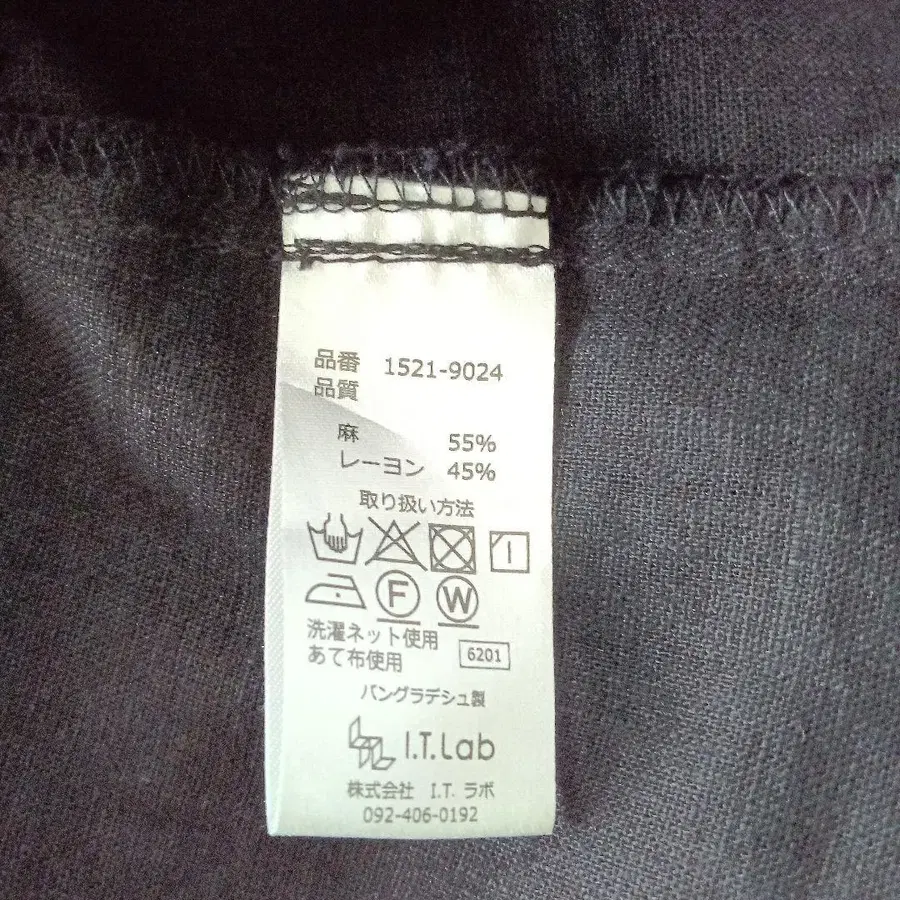 品番 1521-9024
品質
麻 55%
レーヨン 45%
取り扱い方法
F W
洗濯ネット使用
あて布使用 6201
バングラデシュ製
I.T.Lab
株式会社 I.T. ラボ
092-406-0192